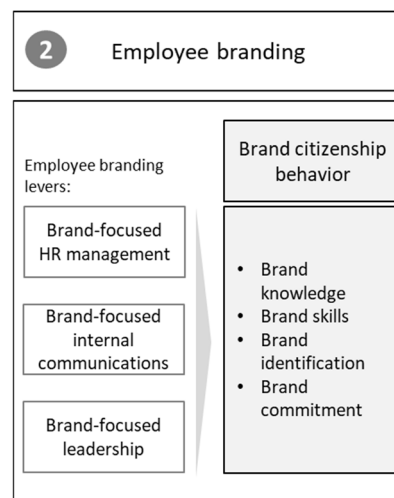 2
Employee branding
Employee branding
levers:
Brand-focused
HR management
Brand-focused
internal
communications
Brand-focused
leadership
Brand citizenship
behavior
• Brand
knowledge
• Brand skills
• Brand
identification
• Brand
commitment